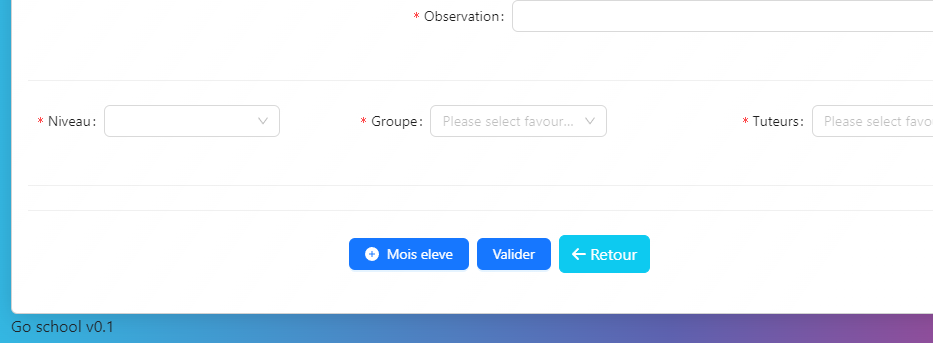 * Observation:
* Niveau: * Groupe: Please select favour... * Tuteurs: Please select favo
Mois eleve Valider Retour
Go school v0.1